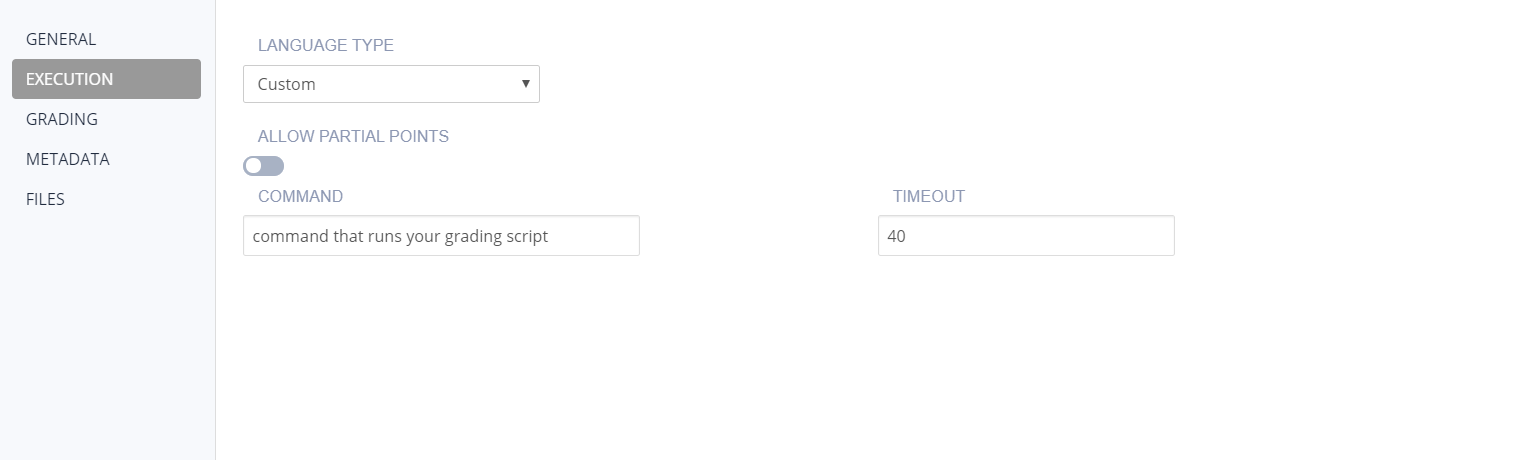 GENERAL
EXECUTION
GRADING
METADATA
FILES
LANGUAGE TYPE
Custom
ALLOW PARTIAL POINTS
COMMAND
command that runs your grading script
TIMEOUT
40